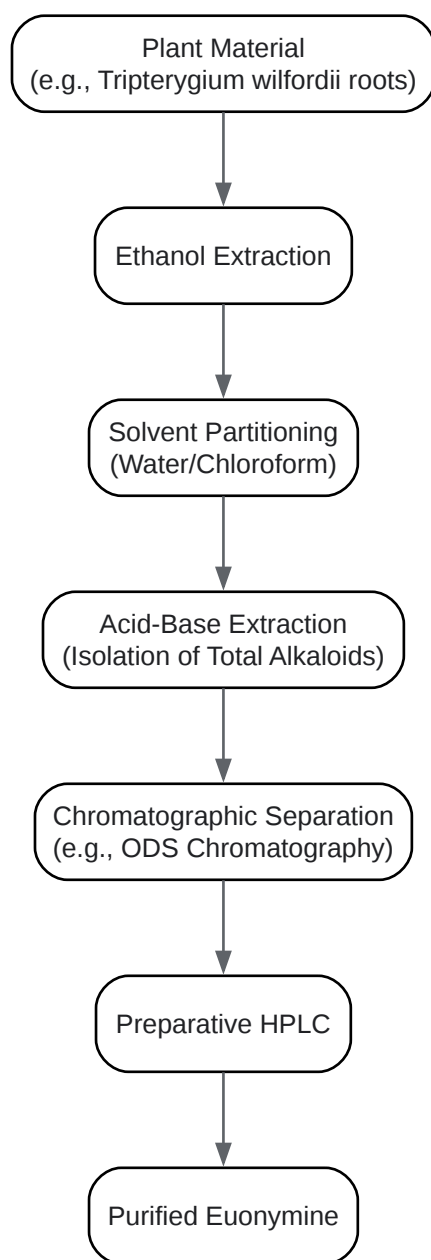 Plant Material
(e.g., Tripterygium wilfordii roots)
Ethanol Extraction
Solvent Partitioning
(Water/Chloroform)
Acid-Base Extraction
(Isolation of Total Alkaloids)
Chromatographic Separation
(e.g., ODS Chromatography)
Preparative HPLC
Purified Euonymine